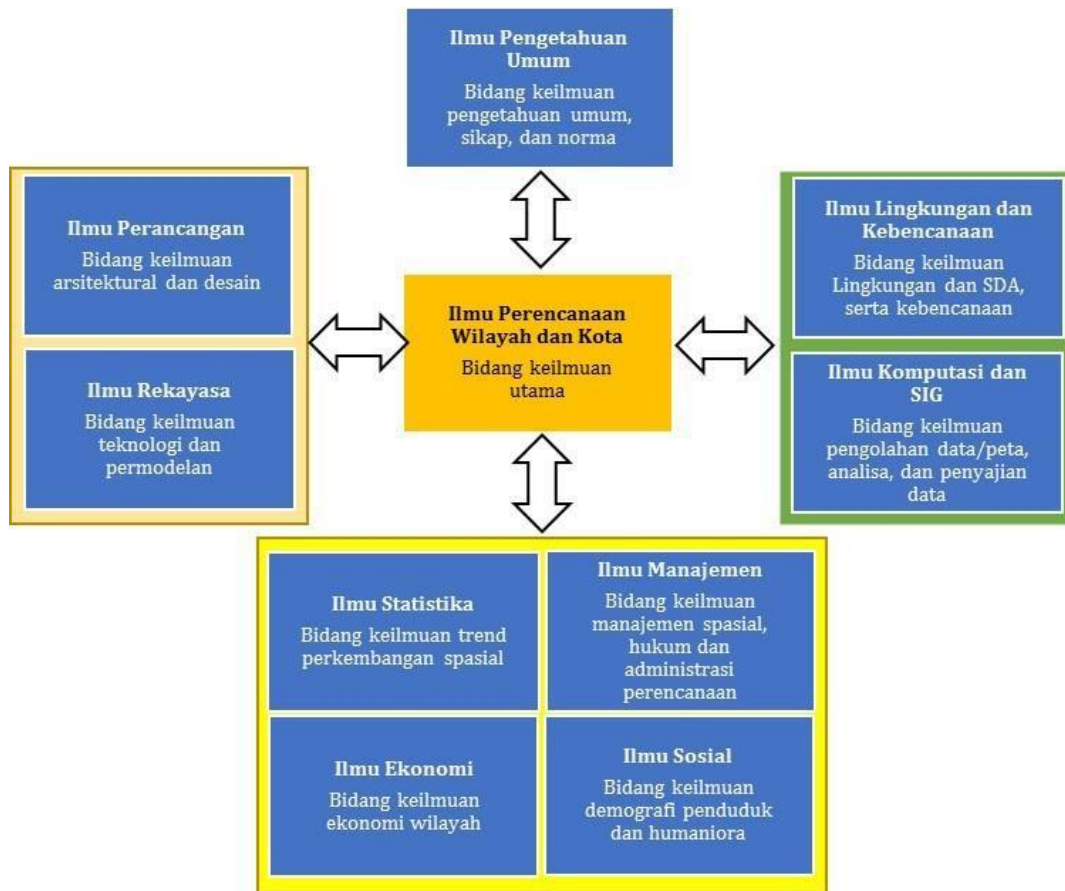 Ilmu Pengetahuan
Umum
Bidang keilmuan
pengetahuan umum,
sikap, dan norma
Ilmu Perancangan
Bidang keilmuan
arsitektural dan desain
Ilmu Rekayasa
Bidang keilmuan
teknologi dan
permodelan
Ilmu Perencanaan
Wilayah dan Kota
Bidang keilmuan
utama
Ilmu Lingkungan dan
Kebencanaan
Bidang keilmuan
Lingkungan dan SDA,
serta kebencanaan
Ilmu Komputasi dan
SIG
Bidang keilmuan
pengolahan data/peta,
analisa, dan penyajian
data
Ilmu Statistika
Bidang keilmuan trend
perkembangan spasial
Ilmu Manajemen
Bidang keilmuan
manajemen spasial,
hukum dan
administrasi
perencanaan
Ilmu Ekonomi
Bidang keilmuan
ekonomi wilayah
Ilmu Sosial
Bidang keilmuan
demografi penduduk
dan humaniora